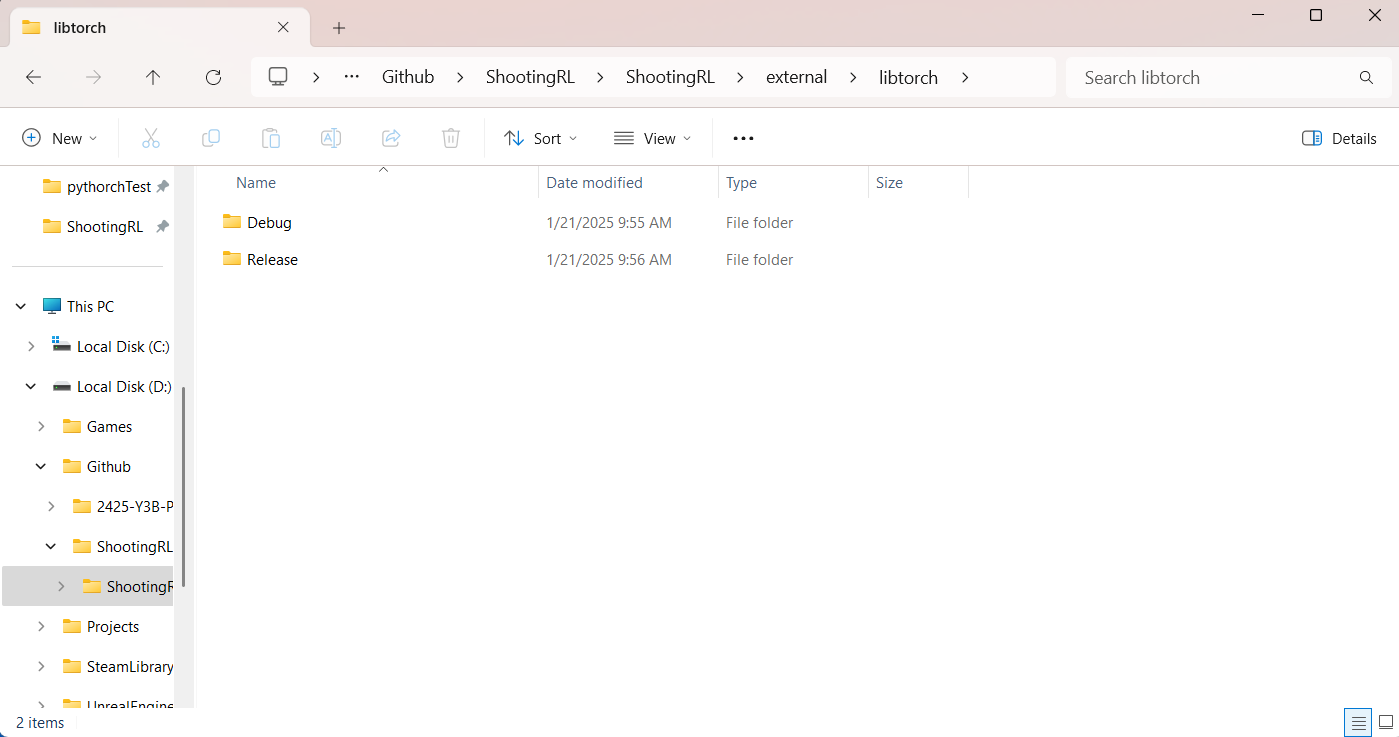 libtorch
Github ShootingRL ShootingRL external libtorch
Search libtorch
New Sort View Details
pythorchTest
ShootingRL
This PC
Local Disk (C:)
Local Disk (D:)
Games
Github
2425-Y3B-P
ShootingRL
ShootingR
Projects
SteamLibrary
UnrealEngine
Name Date modified Type Size
Debug 1/21/2025 9:55 AM File folder
Release 1/21/2025 9:56 AM File folder
2 items